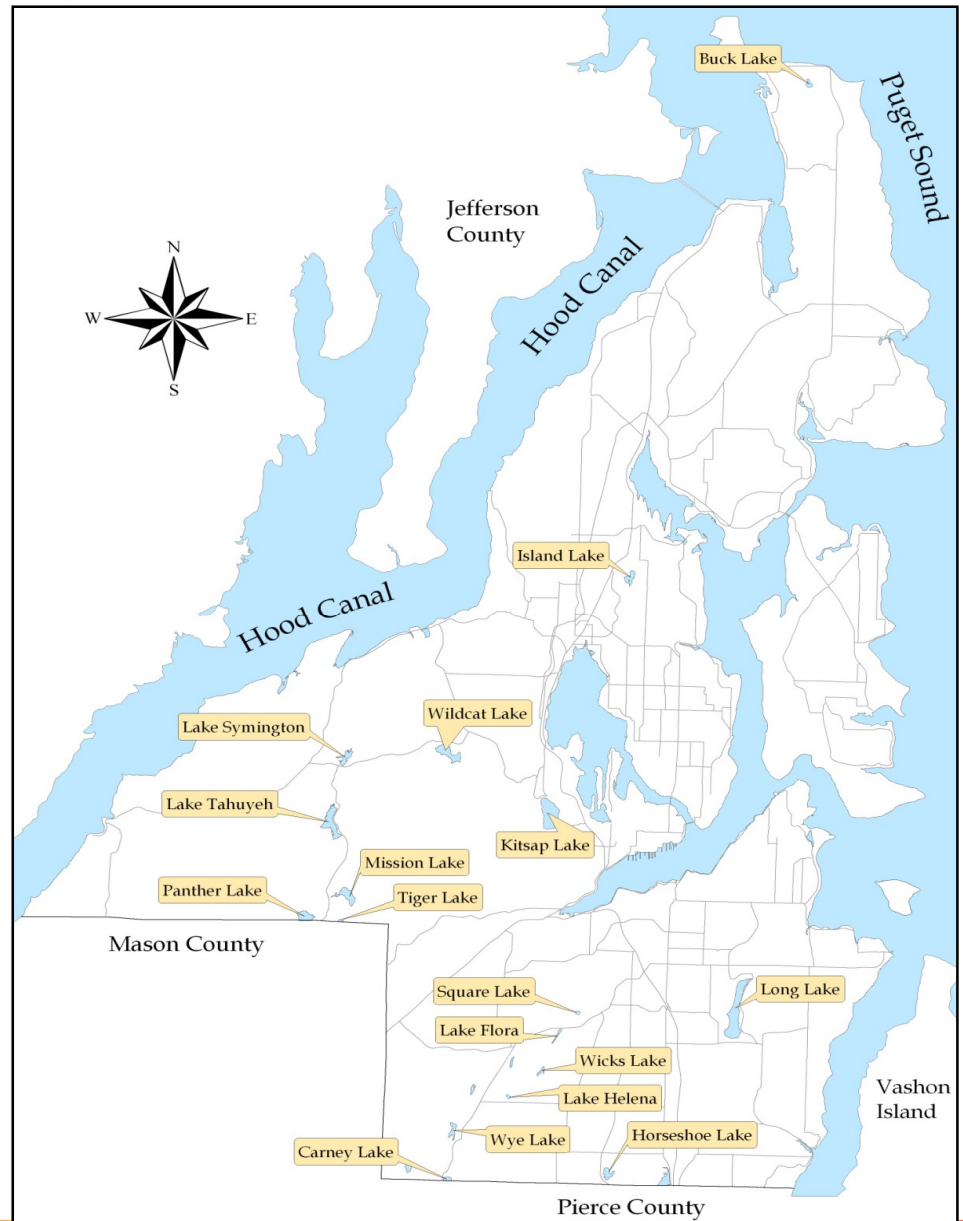 Buck Lake
Puget Sound
Jefferson
County
N
W
E
S
Hood Canal
Island Lake
Hood Canal
Wildcat Lake
Lake Symington
Lake Tahuyeh
Kitsap Lake
Mission Lake
Panther Lake
Tiger Lake
Mason County
Square Lake
Long Lake
Lake Flora
Wicks Lake
Lake Helena
Vashon
Island
Wye Lake
Horseshoe Lake
Carney Lake
Pierce County